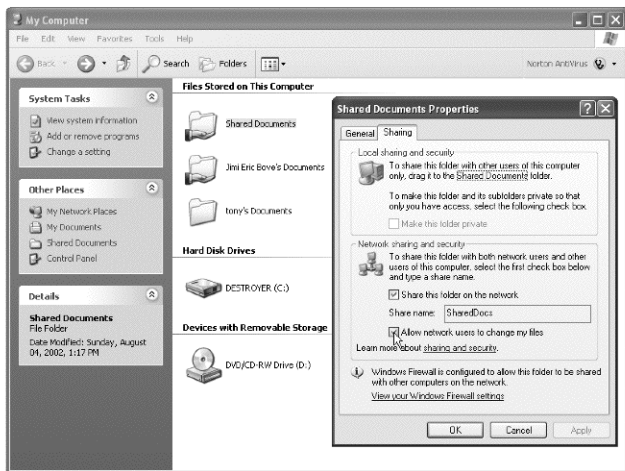 My Computer
File Edit View Favorites Tools Help
Back Search Folders Norton AntiVirus
Files Stored on This Computer
System Tasks
View system information
Add or remove programs
Change a setting
Other Places
My Network Places
My Documents
Shared Documents
Control Panel
Details
Shared Documents
File Folder
Date Modified: Sunday, August
04, 2002, 1:17 PM
Shared Documents
Jimi Eric Bove's Documents
tony's Documents
Hard Disk Drives
DESTROYER (C:)
Devices with Removable Storage
DVD/CD-RW Drive (D:)
Shared Documents Properties
General Sharing
Local sharing and security
To share this folder with other users of this computer
only, drag it to the Shared Documents folder.
To make this folder and its subfolders private so that
only you have access, select the following check box.
Make this folder private
Network sharing and security
To share this folder with both network users and other
users of this computer, select the first check box below
and type a share name.
Share this folder on the network
Share name: SharedDocs
Allow network users to change my files
Learn more about sharing and security.
Windows Firewall is configured to allow this folder to be shared
with other computers on the network.
View your Windows Firewall settings
OK Cancel Apply